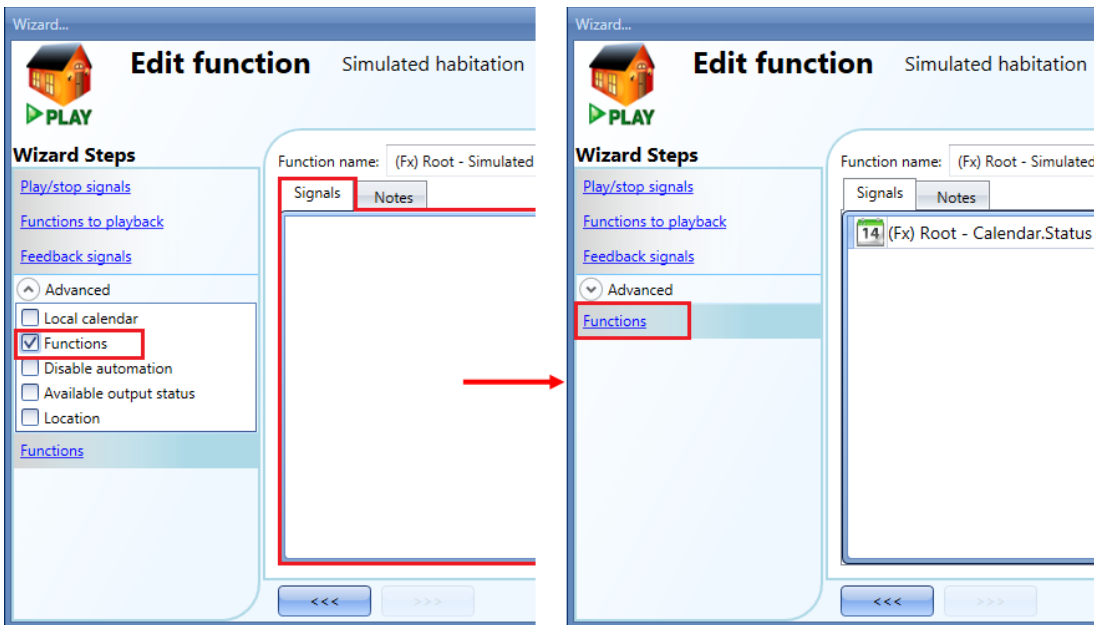 Wizard...
Edit function Simulated habitation
PLAY
Wizard Steps
Play/stop signals
Functions to playback
Feedback signals
Advanced
Local calendar
Functions
Disable automation
Available output status
Location
Functions
Function name: (Fx) Root - Simulated
Signals Notes
<<< >>>
Wizard...
Edit function Simulated habitation
PLAY
Wizard Steps
Play/stop signals
Functions to playback
Feedback signals
Advanced
Functions
Function name: (Fx) Root - Simulated
Signals Notes
14 (Fx) Root - Calendar.Status
<<< >>>